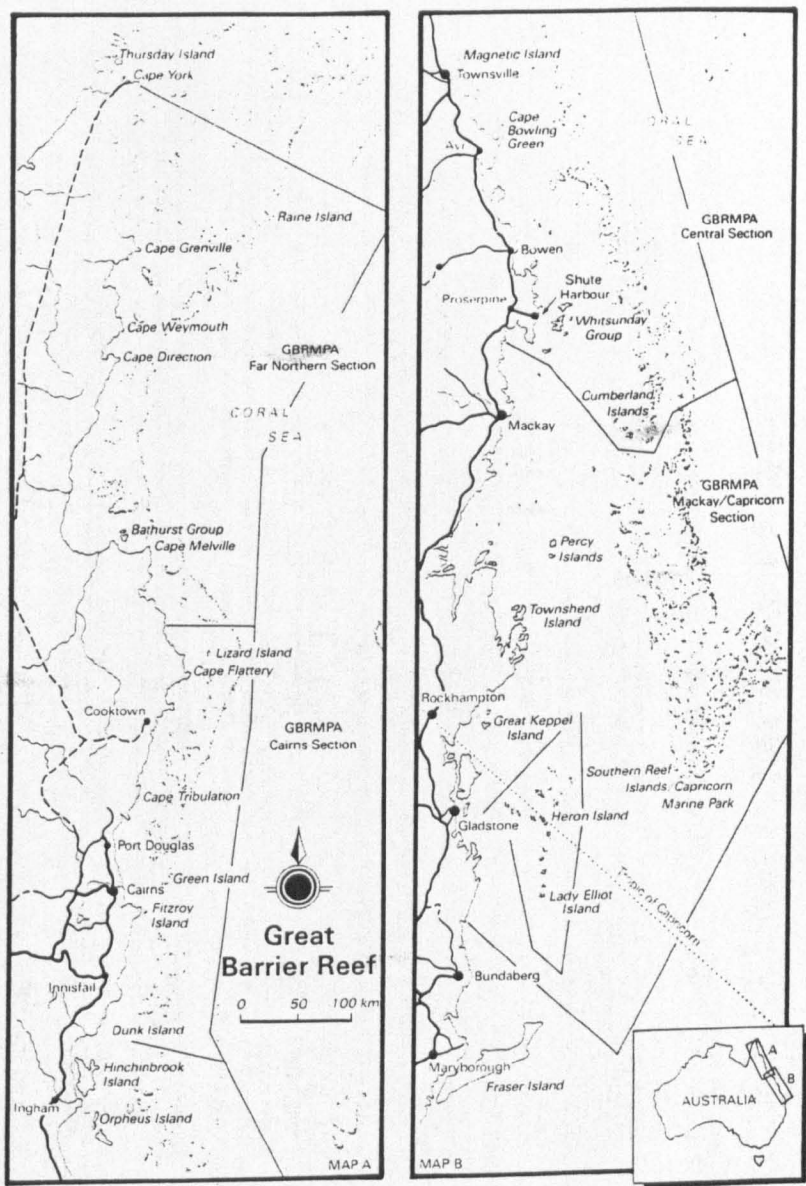 Thursday Island
Cape York
Raine Island
Cape Grenville
Cape Weymouth
Cape Direction
GBRMPA
Far Northern Section
CORAL
SEA
Bathurst Group
Cape Melville
Lizard Island
Cape Flattery
Cooktown
GBRMPA
Cairns Section
Cape Tribulation
Port Douglas
Green Island
Cairns
Fitzroy
Island
Great
Barrier Reef
0 50 100 km
Innisfail
Dunk Island
Hinchinbrook
Island
Ingham
Orpheus Island
MAP A
Magnetic Island
Townsville
Cape
Bowling
Green
CORAL
SEA
Ayr
GBRMPA
Central Section
Bowen
Shute
Harbour
Proserpine
Whitsunday
Group
Cumberland
Islands
Mackay
GBRMPA
Mackay/Capricorn
Section
Percy
Islands
Townshend
Island
Rockhampton
Great Keppel
Island
Southern Reef
Islands, Capricorn
Marine Park
Heron Island
Gladstone
Tropic of Capricorn
Lady Elliot
Island
Bundaberg
Maryborough
Fraser Island
A
B
AUSTRALIA
MAP B